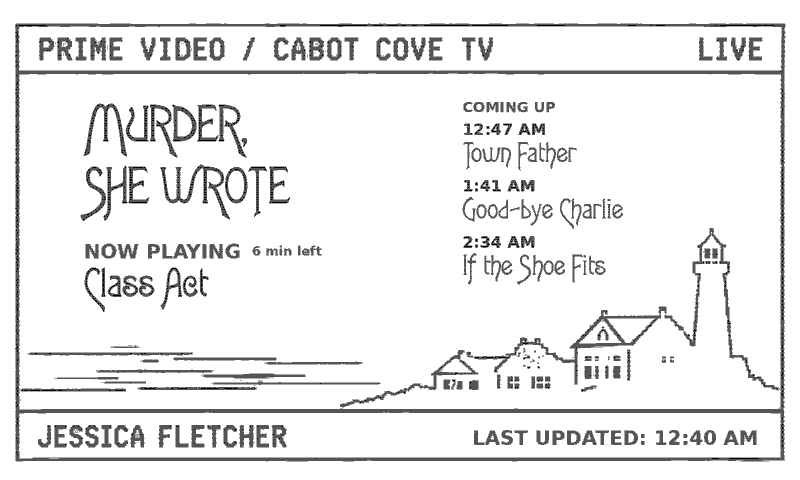 PRIME VIDEO / CABOT COVE TV
LIVE
MURDER,
SHE WROTE
NOW PLAYING 6 min left
Class Act
COMING UP
12:47 AM
Town Father
1:41 AM
Good-bye Charlie
2:34 AM
If the Shoe Fits
JESSICA FLETCHER
LAST UPDATED: 12:40 AM